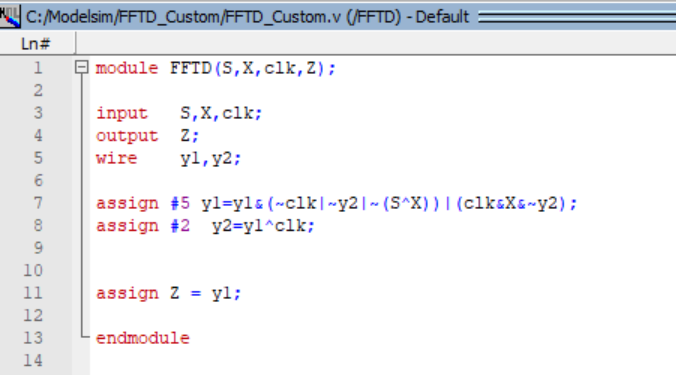 C:/Modelsim/FFTD_Custom/FFTD_Custom.v (/FFTD) - Default
Ln#
1 module FFTD(S,X,clk,Z);
2
3 input S,X,clk;
4 output Z;
5 wire y1,y2;
6
7 assign #5 y1=y1&(~clk|~y2|~(S^X))|(clk&X&~y2);
8 assign #2 y2=y1^clk;
9
10
11 assign Z = y1;
12
13 endmodule
14